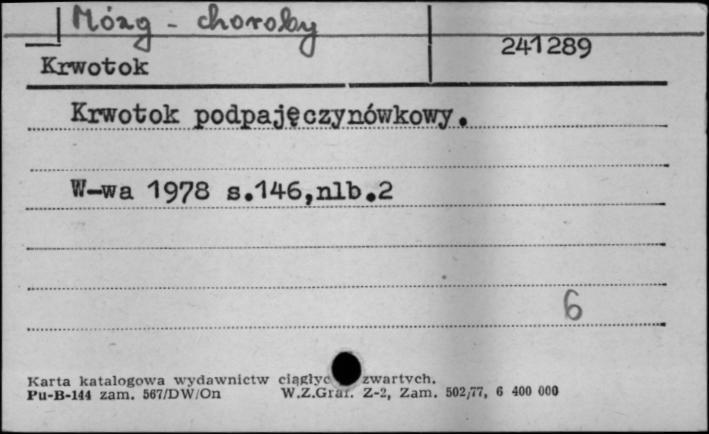 Mózg - choroby
241289
Krwotok
Krwotok podpajęczynówkowy.
W-wa 1978 s.146,nlb.2
6
Karta katalogowa wydawnictw zwartych.
Pu-B-144 zam. 567/DW/On W.Z.Graf. Z-2, Zam. 502/77, 6 400 000